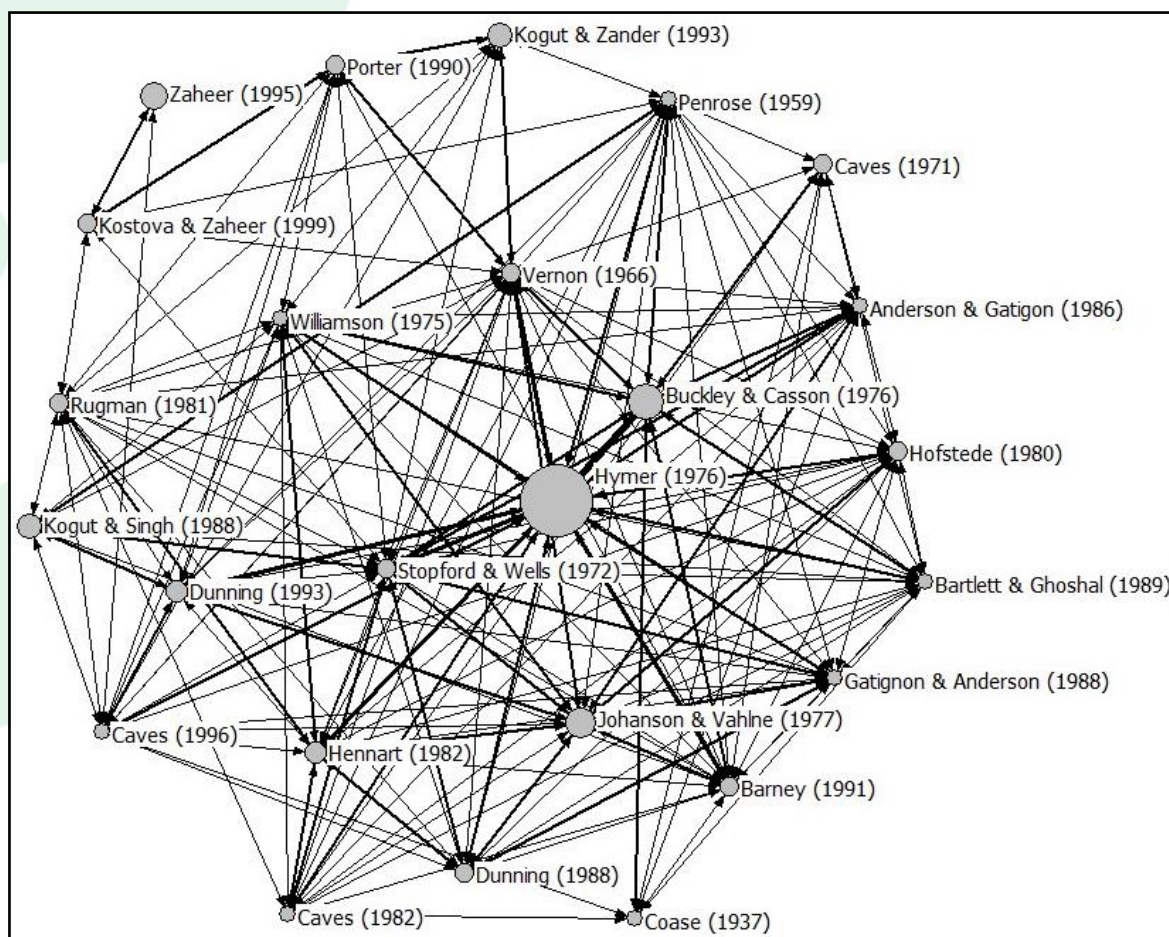 Kogut & Zander (1993)
Porter (1990)
Zaheer (1995)
Penrose (1959)
Caves (1971)
Kostova & Zaheer (1999)
Vernon (1966)
Williamson (1975)
Anderson & Gatigon (1986)
Rugman (1981)
Buckley & Casson (1976)
Hofstede (1980)
Hymer (1976)
Kogut & Singh (1988)
Stopford & Wells (1972)
Dunning (1993)
Bartlett & Ghoshal (1989)
Gatignon & Anderson (1988)
Johanson & Vahlne (1977)
Caves (1996)
Hennart (1982)
Barney (1991)
Dunning (1988)
Caves (1982)
Coase (1937)